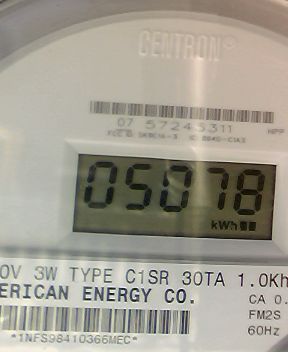 CENTRON®
07 57245311
HPP
05078
kWh
0V 3W TYPE C1SR 30TA 1.0Kh
ERICAN ENERGY CO.
CA 0.
FM2S
60Hz
*1NFS98410366MEC*